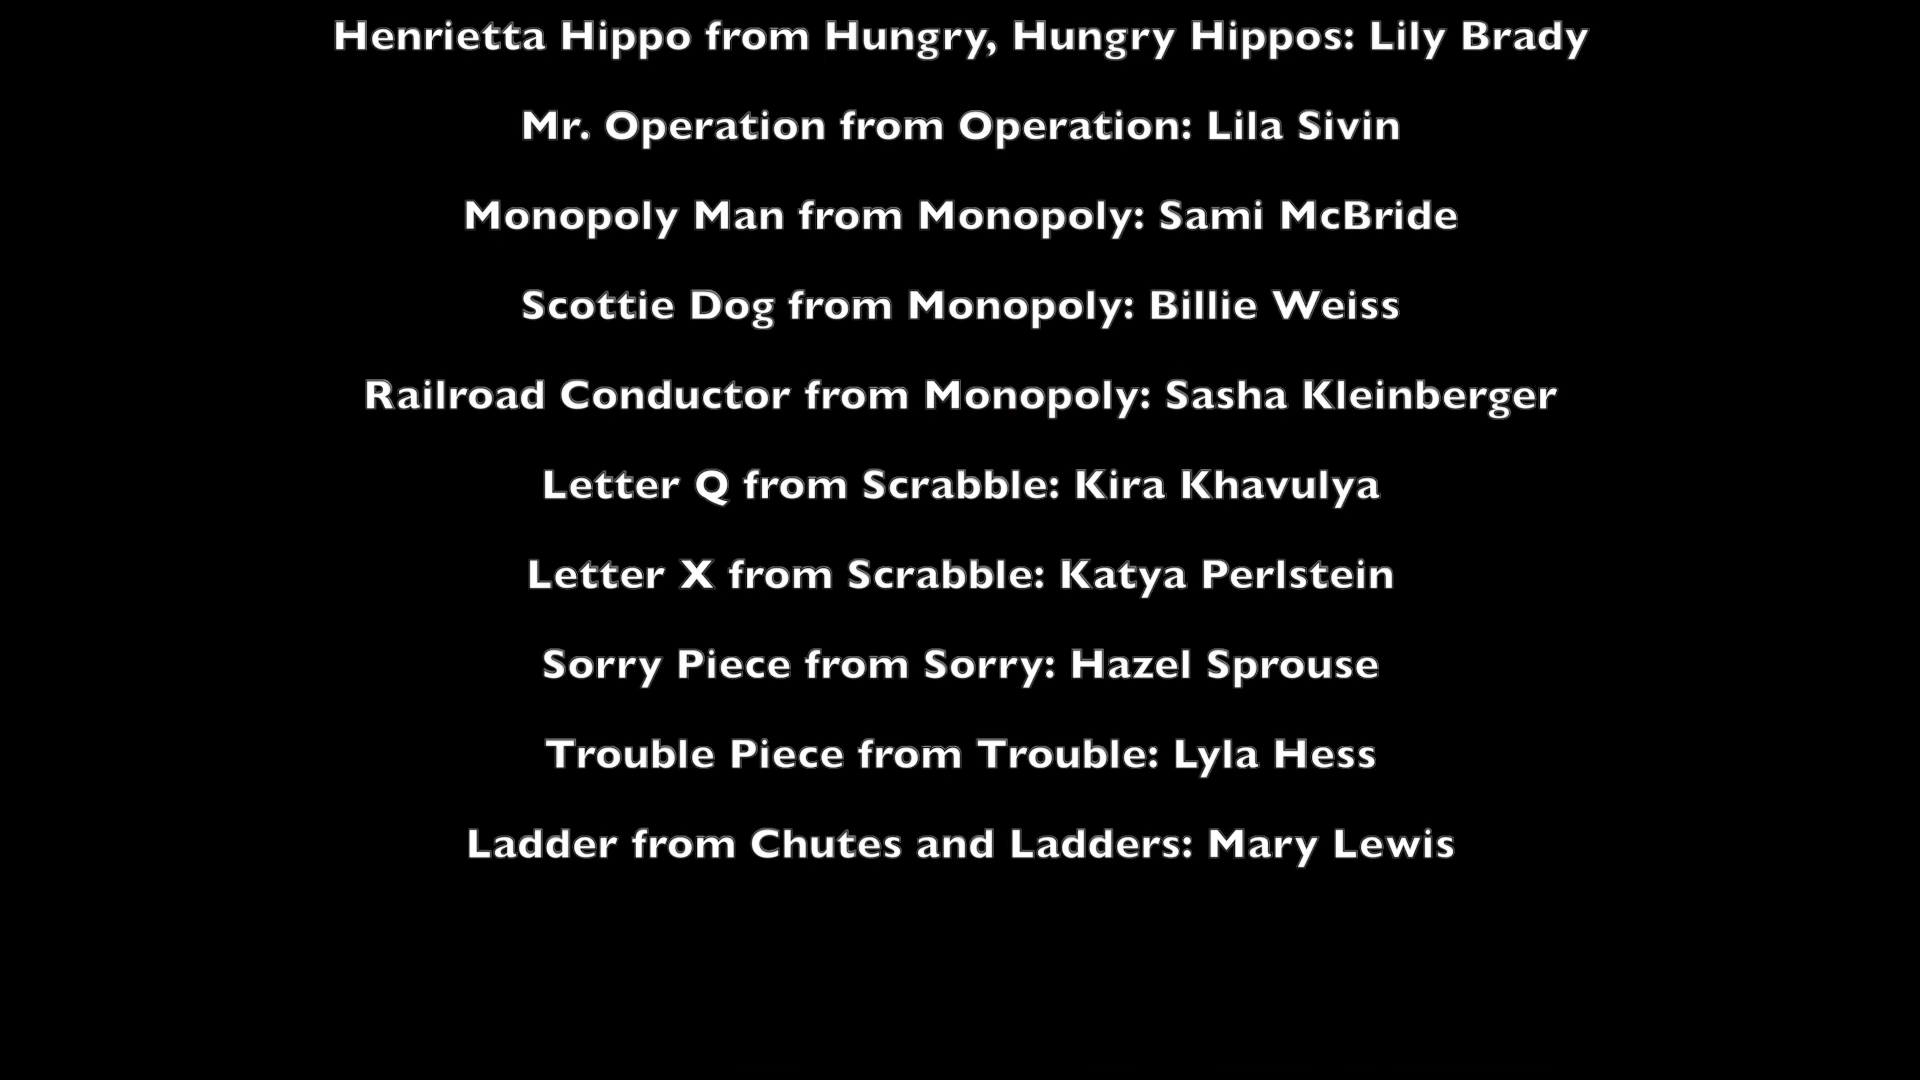 Henrietta Hippo from Hungry, Hungry Hippos: Lily Brady
Mr. Operation from Operation: Lila Sivin
Monopoly Man from Monopoly: Sami McBride
Scottie Dog from Monopoly: Billie Weiss
Railroad Conductor from Monopoly: Sasha Kleinberger
Letter Q from Scrabble: Kira Khavulya
Letter X from Scrabble: Katya Perlstein
Sorry Piece from Sorry: Hazel Sprouse
Trouble Piece from Trouble: Lyla Hess
Ladder from Chutes and Ladders: Mary Lewis